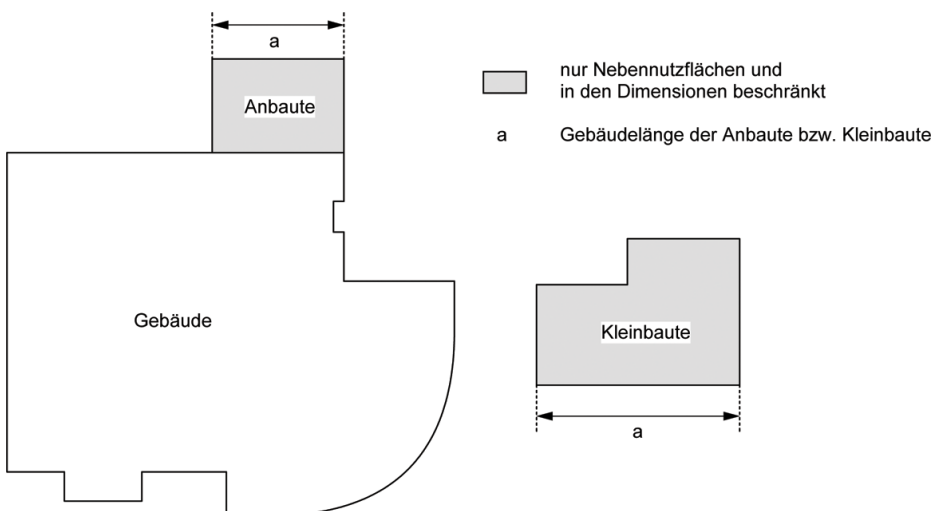 a
Anbaute
nur Nebennutzflächen und
in den Dimensionen beschränkt
a Gebäudelänge der Anbaute bzw. Kleinbaute
Gebäude
Kleinbaute
a